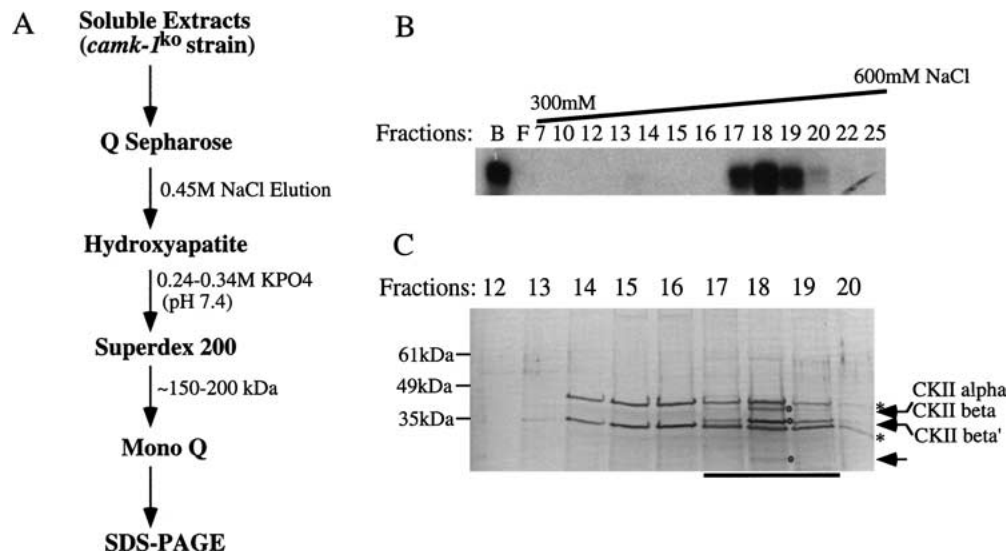 A
Soluble Extracts
(camk-1ko strain)
Q Sepharose
0.45M NaCl Elution
Hydroxyapatite
0.24-0.34M KPO4
(pH 7.4)
Superdex 200
~150-200 kDa
Mono Q
SDS-PAGE
B
600mM NaCl
300mM
Fractions: B F 7 10 12 13 14 15 16 17 18 19 20 22 25
C
Fractions: 12 13 14 15 16 17 18 19 20
61kDa
49kDa
35kDa
CKII alpha
*
CKII beta
CKII beta'
*